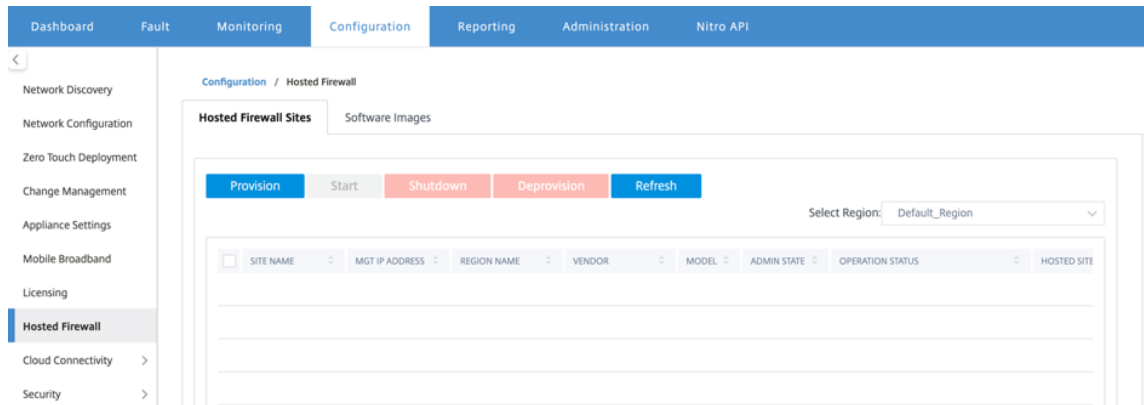 Dashboard Fault Monitoring Configuration Reporting Administration Nitro API
Network Discovery
Network Configuration
Zero Touch Deployment
Change Management
Appliance Settings
Mobile Broadband
Licensing
Hosted Firewall
Cloud Connectivity
Security
Configuration / Hosted Firewall
Hosted Firewall Sites Software Images
Provision Start Shutdown Deprovision Refresh
Select Region: Default_Region
SITE NAME MGT IP ADDRESS REGION NAME VENDOR MODEL ADMIN STATE OPERATION STATUS HOSTED SITE